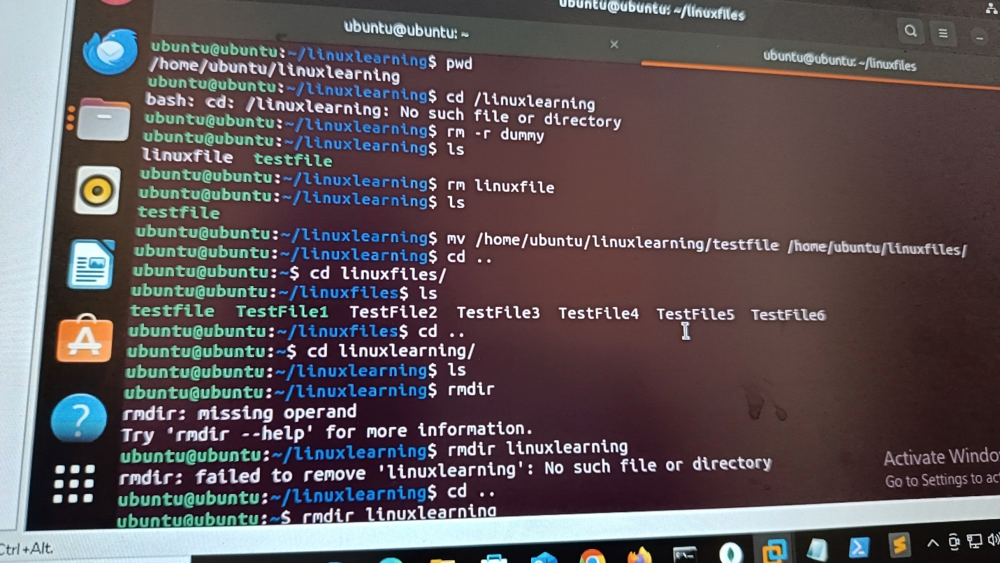 ubuntu@ubuntu: ~/linuxfiles
ubuntu@ubuntu: ~
ubuntu@ubuntu: ~/linuxfiles
ubuntu@ubuntu:~/linuxlearning$ pwd
/home/ubuntu/linuxlearning
ubuntu@ubuntu:~/linuxlearning$ cd /linuxlearning
bash: cd: /linuxlearning: No such file or directory
ubuntu@ubuntu:~/linuxlearning$ rm -r dummy
ubuntu@ubuntu:~/linuxlearning$ ls
linuxfile testfile
ubuntu@ubuntu:~/linuxlearning$ rm linuxfile
ubuntu@ubuntu:~/linuxlearning$ ls
testfile
ubuntu@ubuntu:~/linuxlearning$ mv /home/ubuntu/linuxlearning/testfile /home/ubuntu/linuxfiles/
ubuntu@ubuntu:~/linuxlearning$ cd ..
ubuntu@ubuntu:~$ cd linuxfiles/
ubuntu@ubuntu:~/linuxfiles$ ls
testfile TestFile1 TestFile2 TestFile3 TestFile4 TestFile5 TestFile6
ubuntu@ubuntu:~/linuxfiles$ cd ..
ubuntu@ubuntu:~$ cd linuxlearning/
ubuntu@ubuntu:~/linuxlearning$ ls
ubuntu@ubuntu:~/linuxlearning$ rmdir
rmdir: missing operand
Try 'rmdir --help' for more information.
ubuntu@ubuntu:~/linuxlearning$ rmdir linuxlearning
rmdir: failed to remove 'linuxlearning': No such file or directory
ubuntu@ubuntu:~/linuxlearning$ cd ..
ubuntu@ubuntu:~$ rmdir linuxlearning
Activate Windo
Go to Settings to ac
Ctrl+Alt.